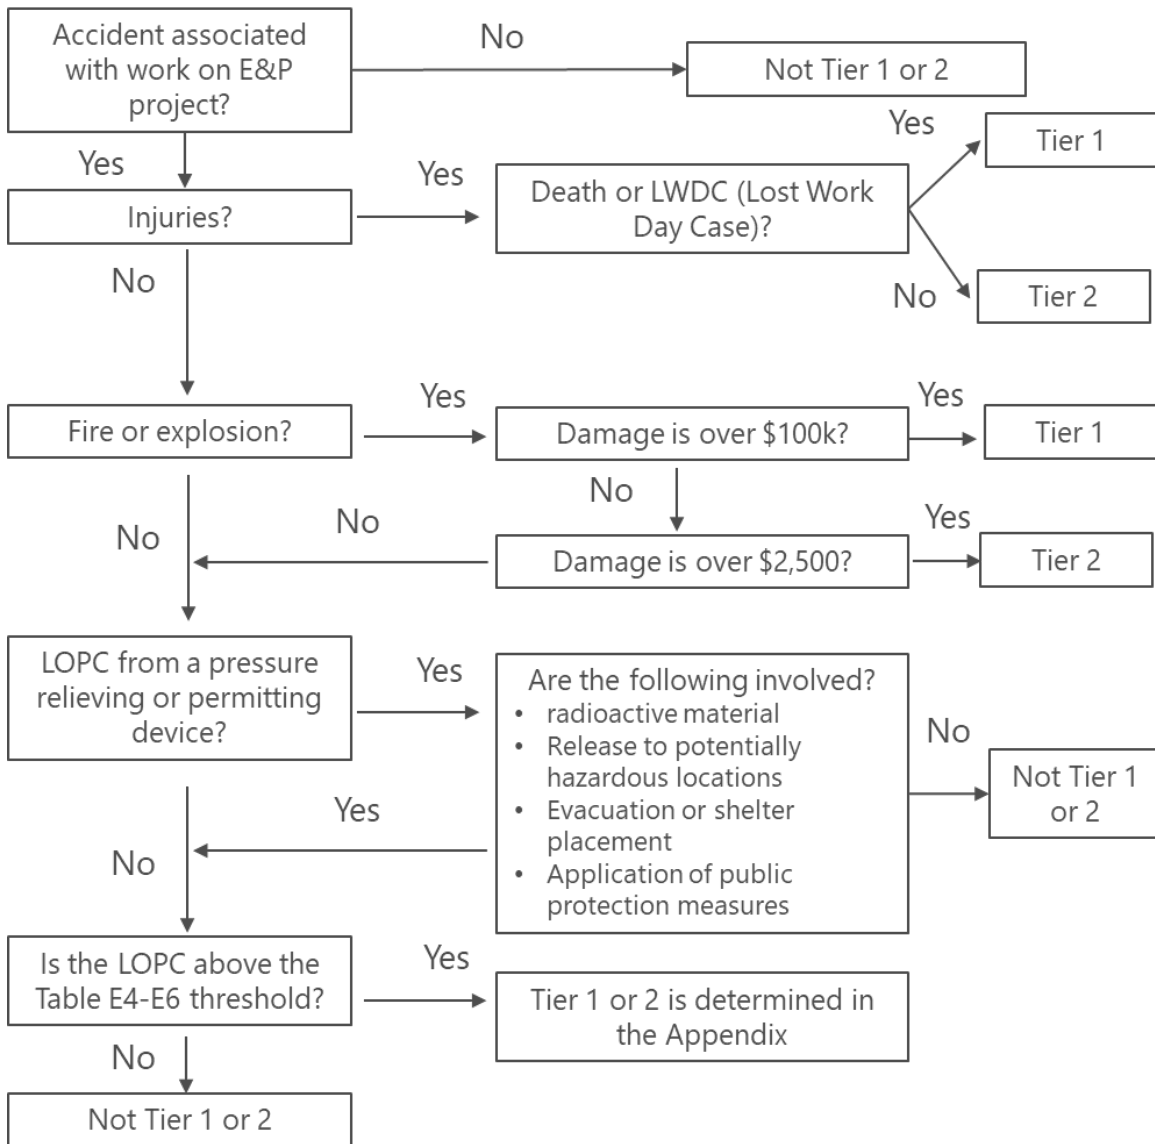 Accident associated
with work on E&P
project?
No
Not Tier 1 or 2
Yes
Tier 1
Yes
Yes
Injuries?
Death or LWDC (Lost Work
Day Case)?
No
No
Tier 2
Fire or explosion?
Yes
Damage is over $100k?
Yes
Tier 1
No
No
No
Damage is over $2,500?
Yes
Tier 2
LOPC from a pressure
relieving or permitting
device?
Yes
Are the following involved?
• radioactive material
• Release to potentially
hazardous locations
• Evacuation or shelter
placement
• Application of public
protection measures
No
Not Tier 1
or 2
Yes
No
Is the LOPC above the
Table E4-E6 threshold?
Yes
Tier 1 or 2 is determined in
the Appendix
No
Not Tier 1 or 2